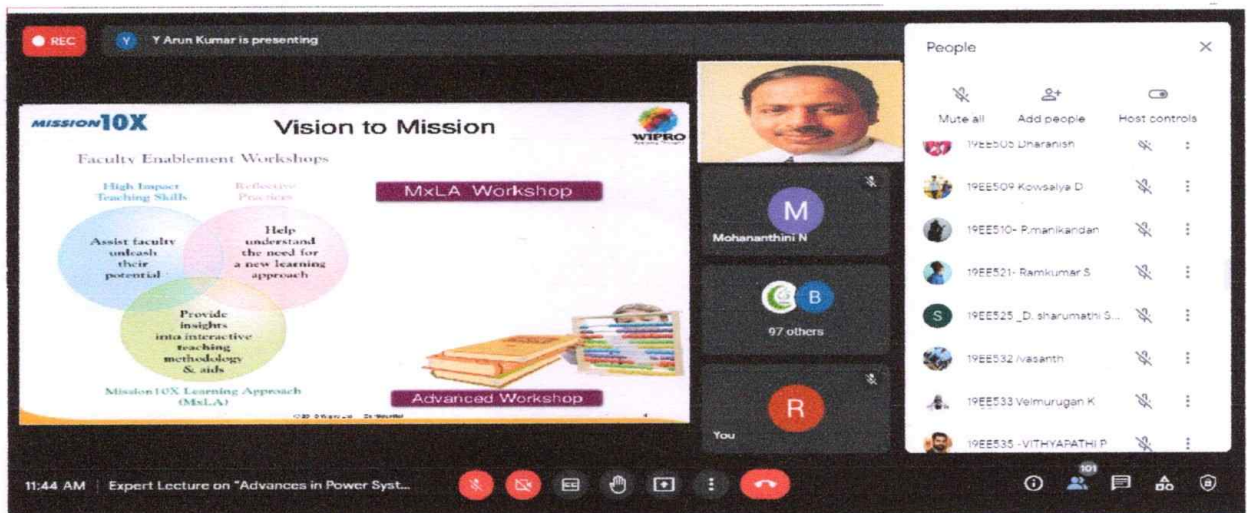 REC
Y
Y Arun Kumar is presenting
MISSION10X
Vision to Mission
WIPRO
Faculty Enablement Workshops
High Impact
Teaching Skills
Reflective
Practices
Assist faculty
unleash
their
potential
Help
understand
the need for
a new learning
approach
Provide
insights
into interactive
teaching
methodology
& aids
Mission10X Learning Approach
(MxLA)
MxLA Workshop
Advanced Workshop
M
Mohananthini N
B
97 others
R
You
People
Mute all
Add people
Host controls
19EE505 Dharanish
19EE509 Kowsalya D
19EE510- P.manikandan
19EE521- Ramkumar S
S
19EE525 _D. sharumathi S...
19EE532 /vasanth
19EE533 Velmurugan K
19EE535 -VITHYAPATHI P
11:44 AM | Expert Lecture on "Advances in Power Syst...
101